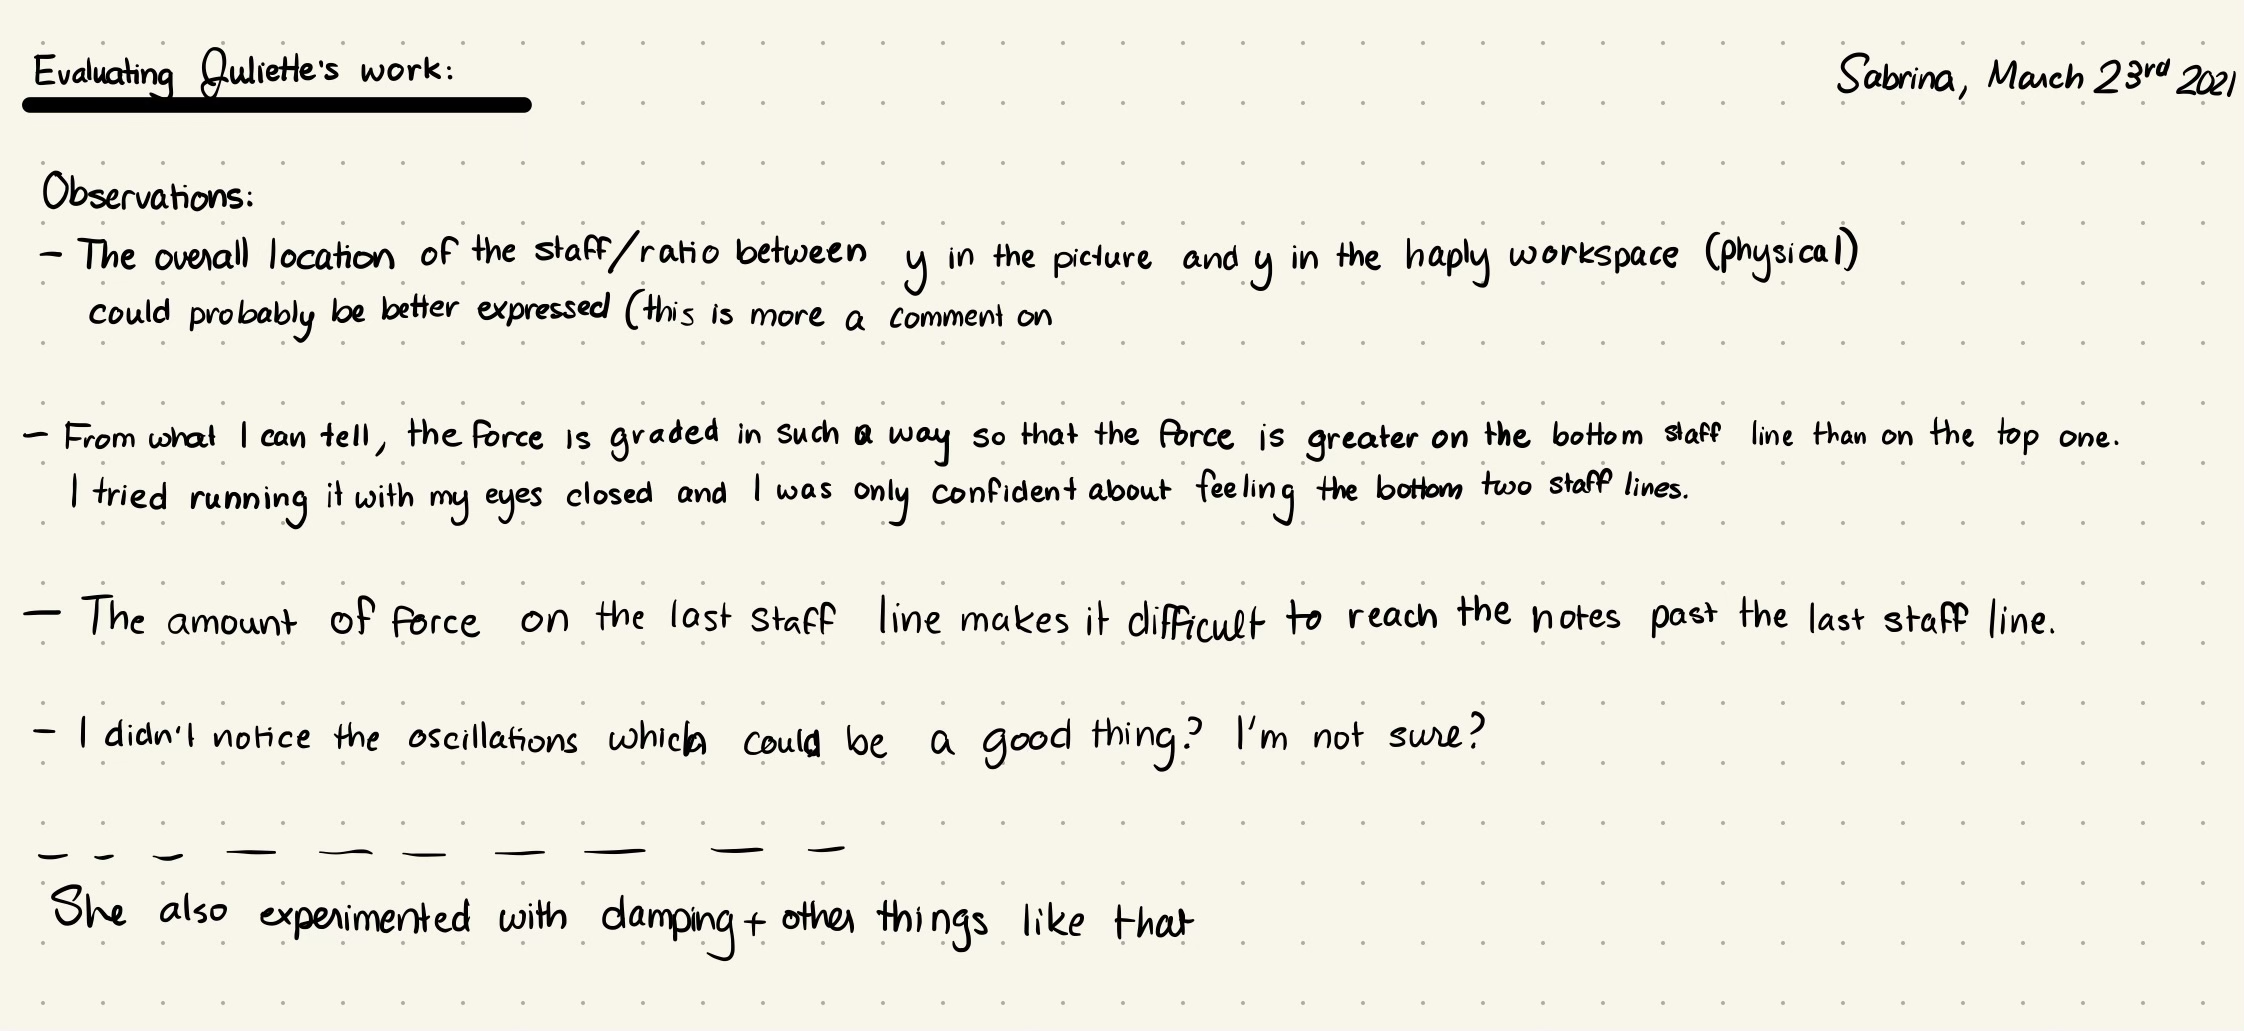 Evaluating Juliette's work:
Sabrina, March 23rd 2021
Observations:
- The overall location of the staff/ratio between y in the picture and y in the haply workspace (physical)
could probably be better expressed (this is more a comment on
- From what I can tell, the force is graded in such a way so that the force is greater on the bottom staff line than on the top one.
I tried running it with my eyes closed and I was only confident about feeling the bottom two staff lines.
- The amount of force on the last staff line makes it difficult to reach the notes past the last staff line.
- I didn't notice the oscillations which could be a good thing? I'm not sure?
She also experimented with damping + other things like that